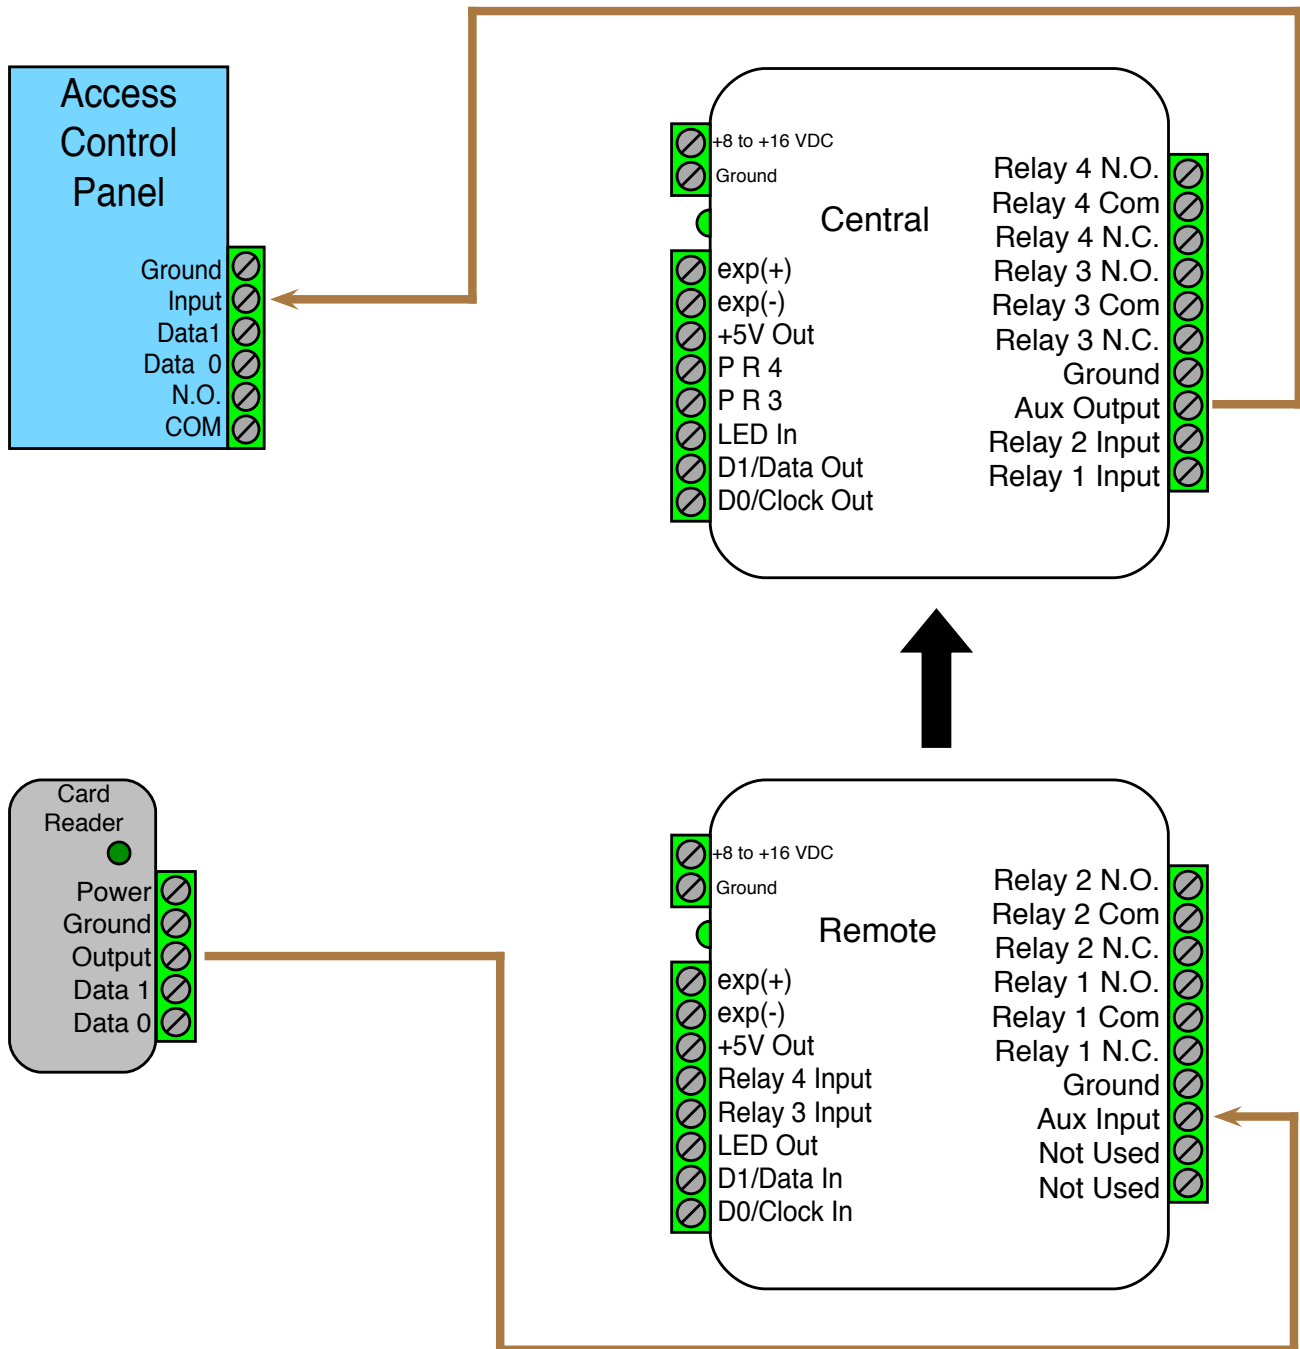 Access
Control
Panel
Ground
Input
Data1
Data 0
N.O.
COM
+8 to +16 VDC
Ground
Central
exp(+)
exp(-)
+5V Out
P R 4
P R 3
LED In
D1/Data Out
D0/Clock Out
Relay 4 N.O.
Relay 4 Com
Relay 4 N.C.
Relay 3 N.O.
Relay 3 Com
Relay 3 N.C.
Ground
Aux Output
Relay 2 Input
Relay 1 Input
Card
Reader
Power
Ground
Output
Data 1
Data 0
+8 to +16 VDC
Ground
Remote
exp(+)
exp(-)
+5V Out
Relay 4 Input
Relay 3 Input
LED Out
D1/Data In
D0/Clock In
Relay 2 N.O.
Relay 2 Com
Relay 2 N.C.
Relay 1 N.O.
Relay 1 Com
Relay 1 N.C.
Ground
Aux Input
Not Used
Not Used